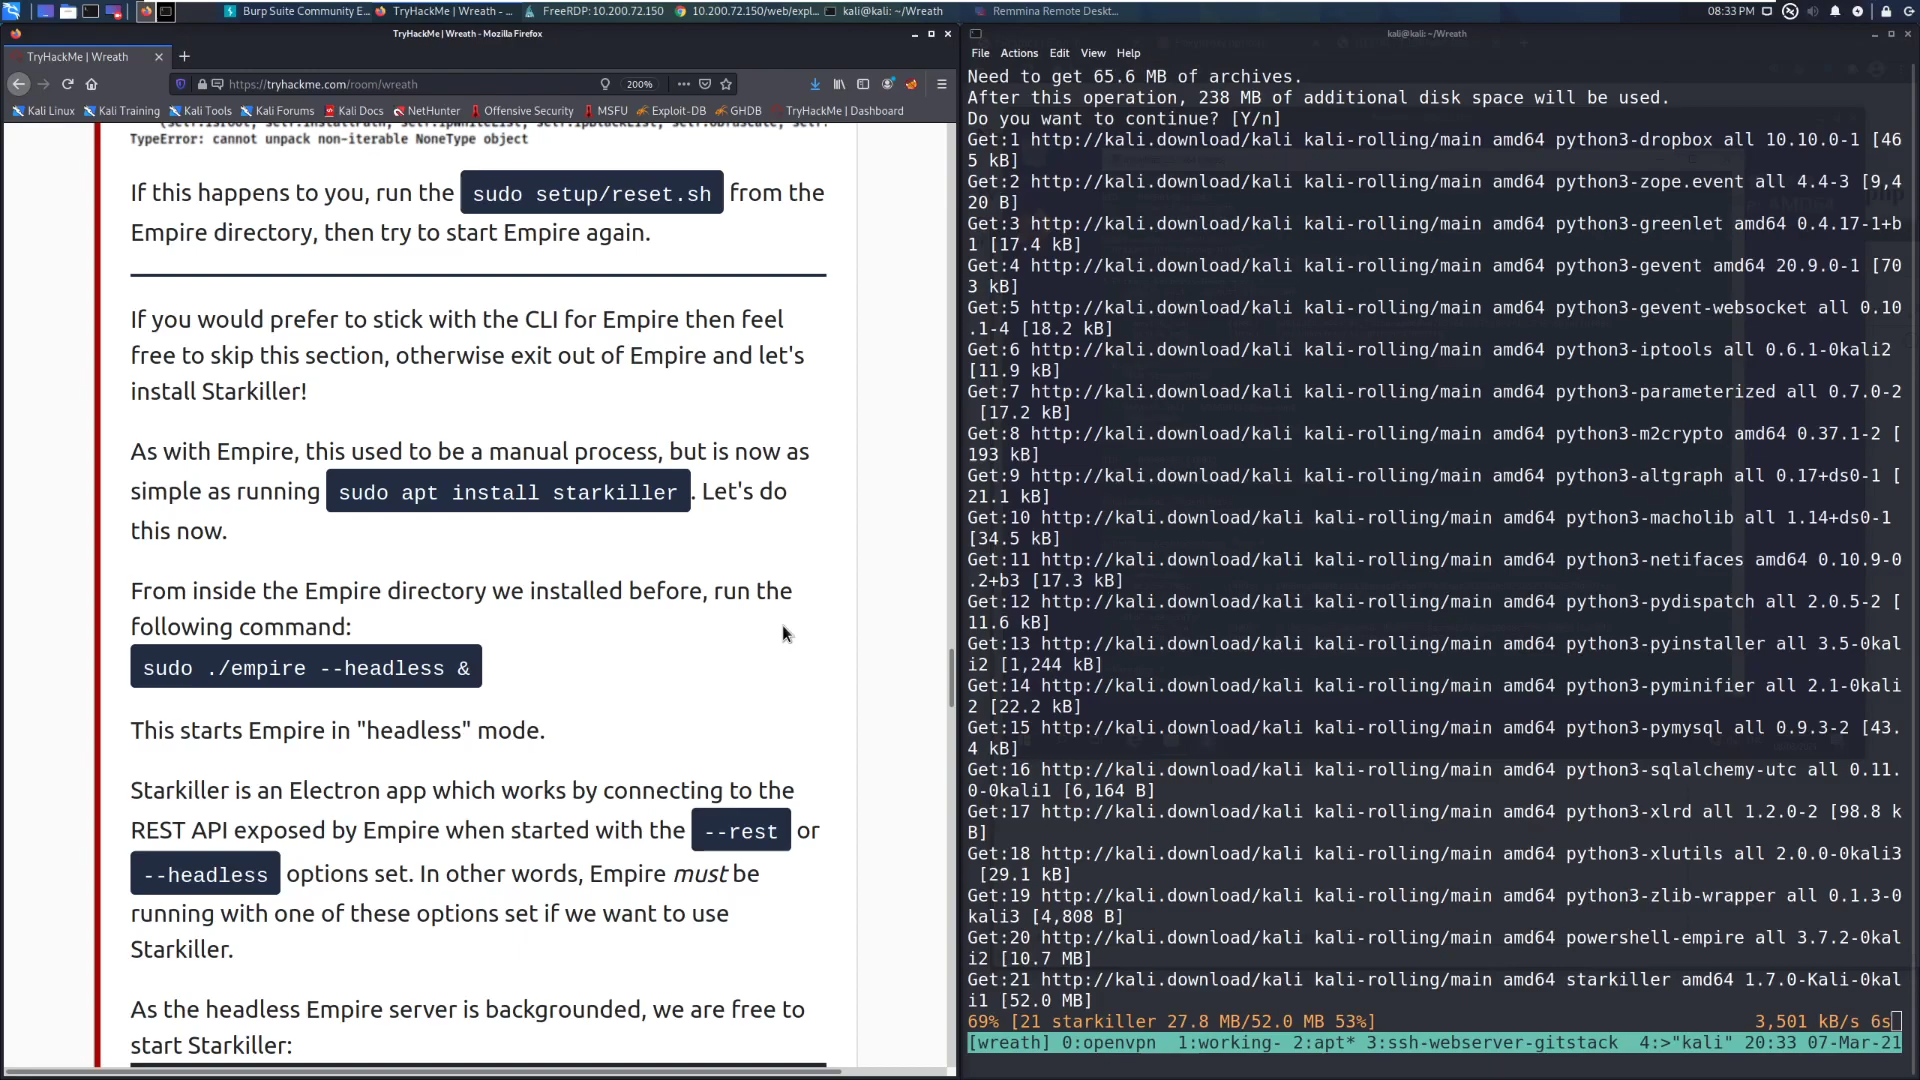 Burp Suite Community E...
TryHackMe | Wreath - ...
FreeRDP: 10.200.72.150
10.200.72.150/web/expl...
kali@kali: ~/Wreath
Remmina Remote Deskt...
08:33 PM
TryHackMe | Wreath - Mozilla Firefox
TryHackMe | Wreath
https://tryhackme.com/room/wreath
200%
Kali Linux
Kali Training
Kali Tools
Kali Forums
Kali Docs
NetHunter
Offensive Security
MSFU
Exploit-DB
GHDB
TryHackMe | Dashboard
TypeError: cannot unpack non-iterable NoneType object
If this happens to you, run the sudo setup/reset.sh from the
Empire directory, then try to start Empire again.
If you would prefer to stick with the CLI for Empire then feel
free to skip this section, otherwise exit out of Empire and let's
install Starkiller!
As with Empire, this used to be a manual process, but is now as
simple as running sudo apt install starkiller. Let's do
this now.
From inside the Empire directory we installed before, run the
following command:
sudo ./empire --headless &
This starts Empire in "headless" mode.
Starkiller is an Electron app which works by connecting to the
REST API exposed by Empire when started with the --rest or
--headless options set. In other words, Empire must be
running with one of these options set if we want to use
Starkiller.
As the headless Empire server is backgrounded, we are free to
start Starkiller:
kali@kali: ~/Wreath
File Actions Edit View Help
Need to get 65.6 MB of archives.
After this operation, 238 MB of additional disk space will be used.
Do you want to continue? [Y/n]
Get:1 http://kali.download/kali kali-rolling/main amd64 python3-dropbox all 10.10.0-1 [46
5 kB]
Get:2 http://kali.download/kali kali-rolling/main amd64 python3-zope.event all 4.4-3 [9,4
20 B]
Get:3 http://kali.download/kali kali-rolling/main amd64 python3-greenlet amd64 0.4.17-1+b
1 [17.4 kB]
Get:4 http://kali.download/kali kali-rolling/main amd64 python3-gevent amd64 20.9.0-1 [70
3 kB]
Get:5 http://kali.download/kali kali-rolling/main amd64 python3-gevent-websocket all 0.10
.1-4 [18.2 kB]
Get:6 http://kali.download/kali kali-rolling/main amd64 python3-iptools all 0.6.1-0kali2
[11.9 kB]
Get:7 http://kali.download/kali kali-rolling/main amd64 python3-parameterized all 0.7.0-2
[17.2 kB]
Get:8 http://kali.download/kali kali-rolling/main amd64 python3-m2crypto amd64 0.37.1-2 [
193 kB]
Get:9 http://kali.download/kali kali-rolling/main amd64 python3-altgraph all 0.17+ds0-1 [
21.1 kB]
Get:10 http://kali.download/kali kali-rolling/main amd64 python3-macholib all 1.14+ds0-1
[34.5 kB]
Get:11 http://kali.download/kali kali-rolling/main amd64 python3-netifaces amd64 0.10.9-0
.2+b3 [17.3 kB]
Get:12 http://kali.download/kali kali-rolling/main amd64 python3-pydispatch all 2.0.5-2 [
11.6 kB]
Get:13 http://kali.download/kali kali-rolling/main amd64 python3-pyinstaller all 3.5-0kal
i2 [1,244 kB]
Get:14 http://kali.download/kali kali-rolling/main amd64 python3-pyminifier all 2.1-0kali
2 [22.2 kB]
Get:15 http://kali.download/kali kali-rolling/main amd64 python3-pymysql all 0.9.3-2 [43.
4 kB]
Get:16 http://kali.download/kali kali-rolling/main amd64 python3-sqlalchemy-utc all 0.11.
0-0kali1 [6,164 B]
Get:17 http://kali.download/kali kali-rolling/main amd64 python3-xlrd all 1.2.0-2 [98.8 k
B]
Get:18 http://kali.download/kali kali-rolling/main amd64 python3-xlutils all 2.0.0-0kali3
[29.1 kB]
Get:19 http://kali.download/kali kali-rolling/main amd64 python3-zlib-wrapper all 0.1.3-0
kali3 [4,808 B]
Get:20 http://kali.download/kali kali-rolling/main amd64 powershell-empire all 3.7.2-0kal
i2 [10.7 MB]
Get:21 http://kali.download/kali kali-rolling/main amd64 starkiller amd64 1.7.0-Kali-0kal
i1 [52.0 MB]
69% [21 starkiller 27.8 MB/52.0 MB 53%] 3,501 kB/s 6s
[wreath] 0:openvpn 1:working- 2:apt* 3:ssh-webserver-gitstack 4:>"kali" 20:33 07-Mar-21